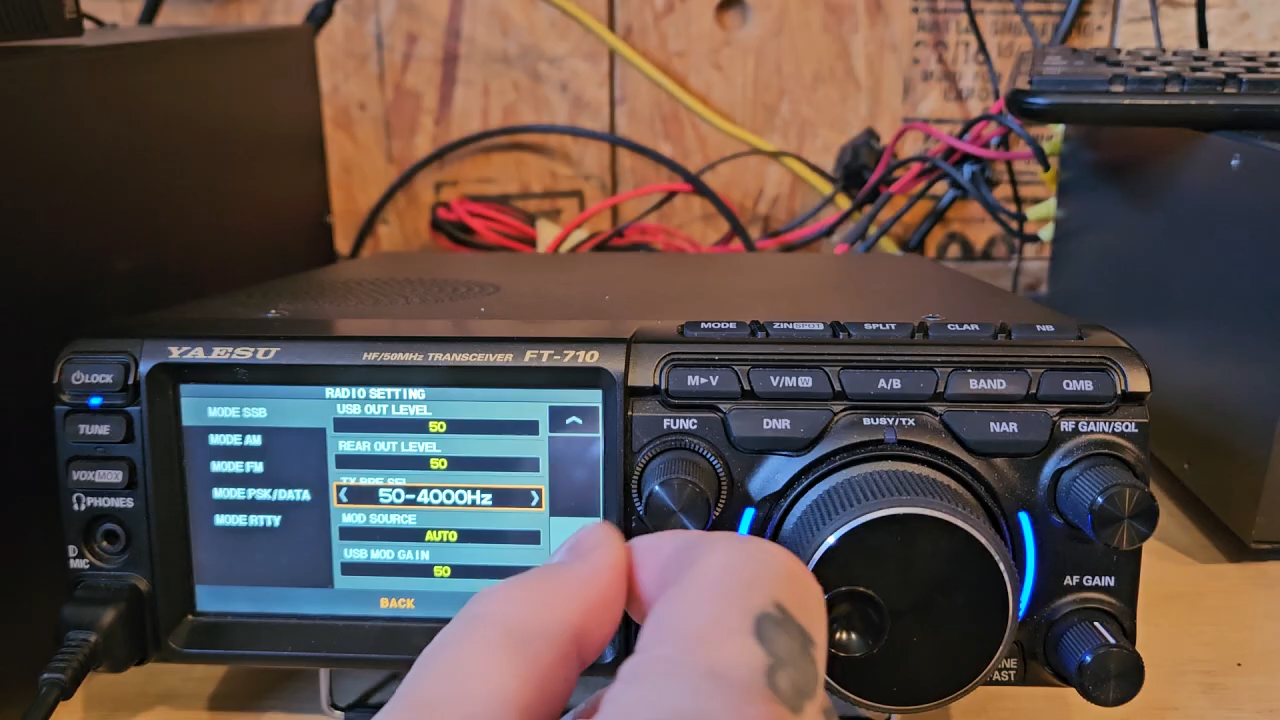 MODE
ZIN SPOT
SPLIT
CLAR
NB
YAESU
HF/50MHz TRANSCEIVER FT-710
M►V
V/M W
A/B
BAND
QMB
LOCK
TUNE
VOX MOX
PHONES
MIC
RADIO SETTING
MODE SSB
MODE AM
MODE FM
MODE PSK/DATA
MODE RTTY
USB OUT LEVEL
50
REAR OUT LEVEL
50
50-4000Hz
MOD SOURCE
AUTO
USB MOD GAIN
50
BACK
FUNC
DNR
BUSY/TX
NAR
RF GAIN/SQL
AF GAIN